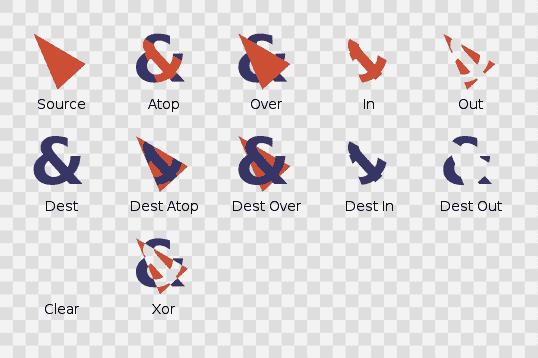 Source Atop Over In Out
Dest Dest Atop Dest Over Dest In Dest Out
Clear Xor
&